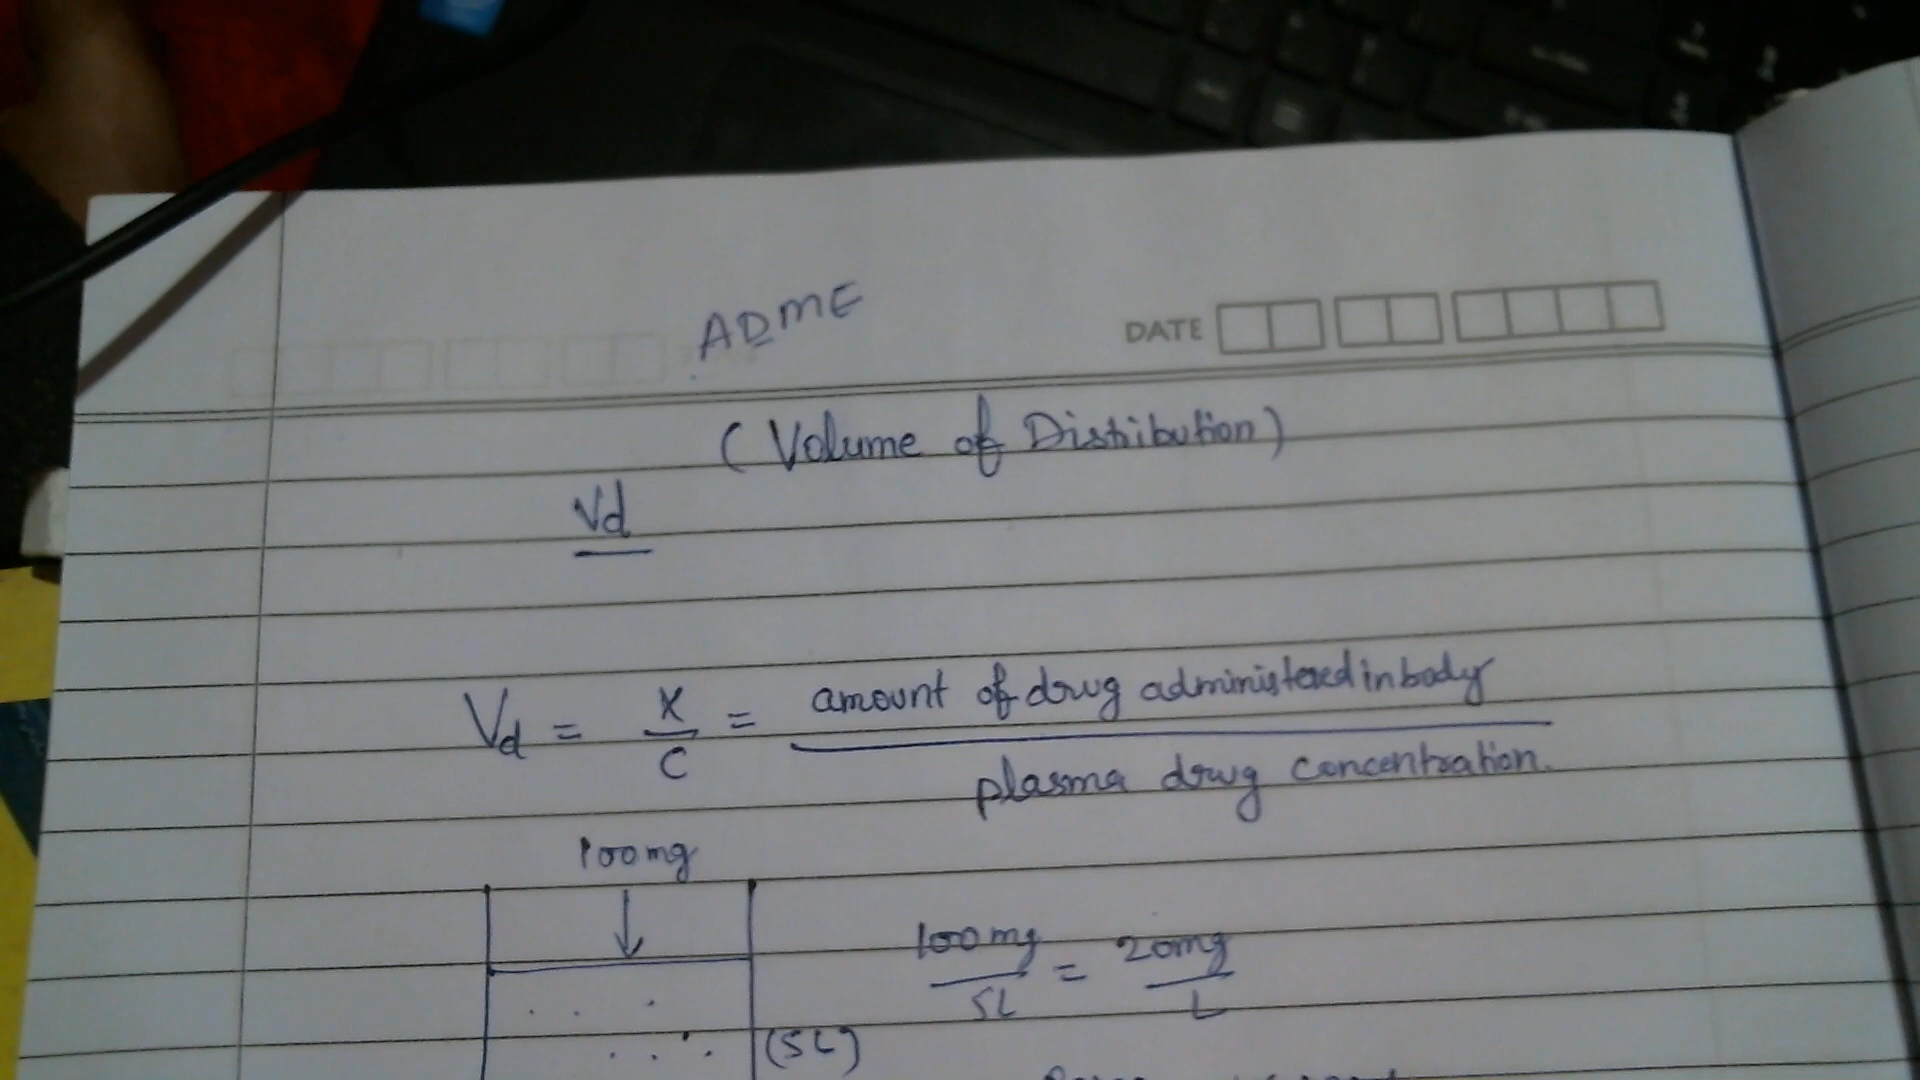 ADME
DATE
(Volume of Distribution)
Vd
Vd = X/C = amount of drug administered in body / plasma drug concentration.
100mg
100mg/5L = 20mg/L
(5L)